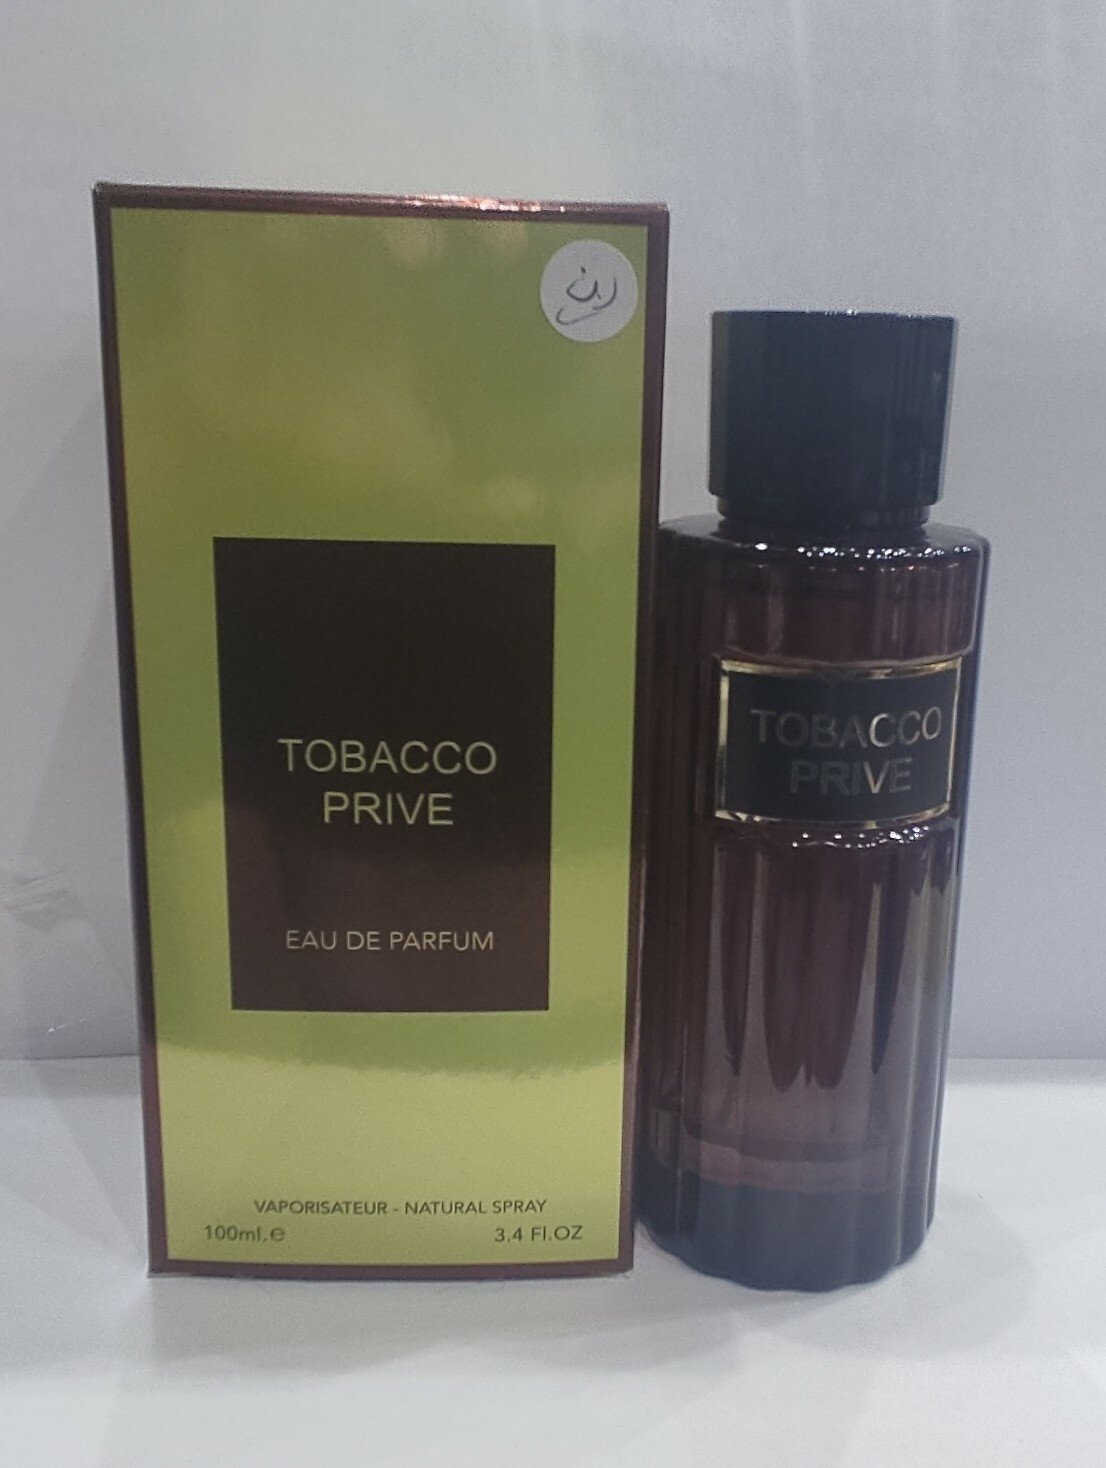 TOBACCO
PRIVE
EAU DE PARFUM
VAPORISATEUR - NATURAL SPRAY
100ml.e 3.4 Fl.OZ
TOBACCO
PRIVE